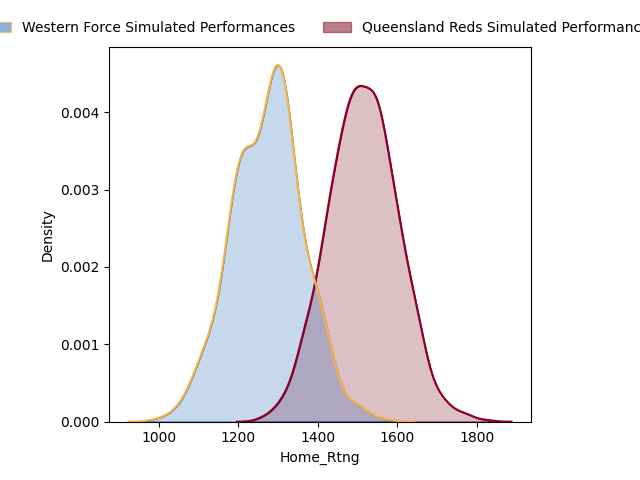 Western Force Simulated Performances
Queensland Reds Simulated Performanc
0.004
0.003
0.002
0.001
0.000
Density
1000 1200 1400 1600 1800
Home_Rtng